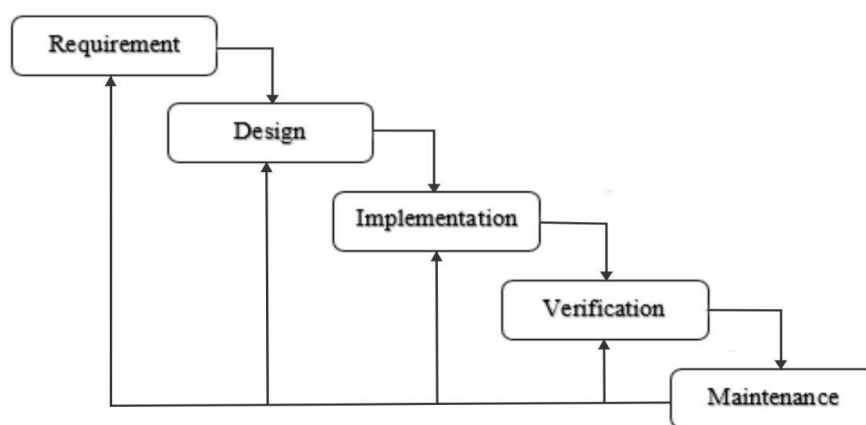 Requirement
Design
Implementation
Verification
Maintenance